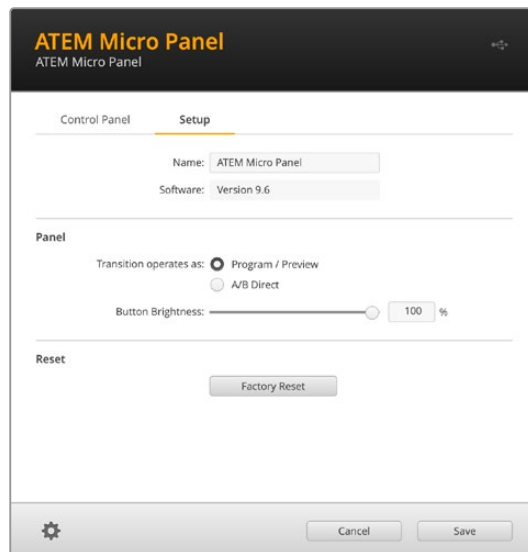 ATEM Micro Panel
ATEM Micro Panel
Control Panel Setup
Name: ATEM Micro Panel
Software: Version 9.6
Panel
Transition operates as: Program / Preview
A/B Direct
Button Brightness: 100 %
Reset
Factory Reset
Cancel Save